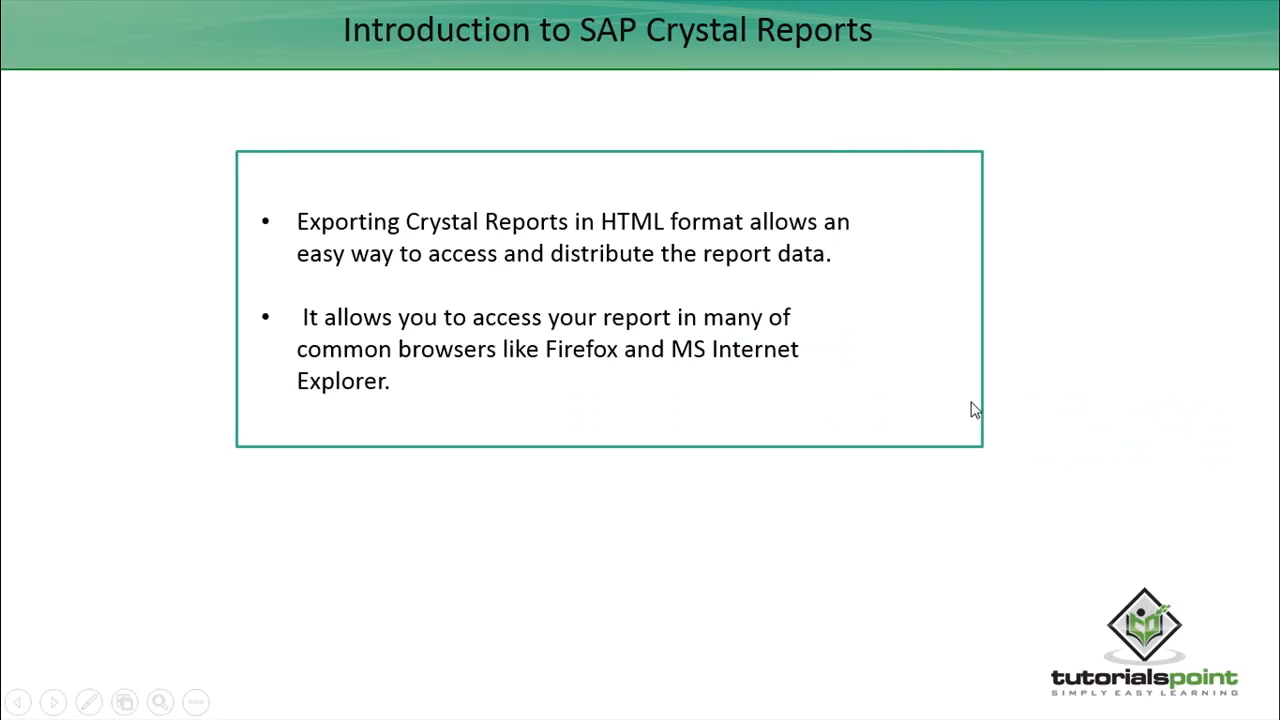 Introduction to SAP Crystal Reports
• Exporting Crystal Reports in HTML format allows an
easy way to access and distribute the report data.
• It allows you to access your report in many of
common browsers like Firefox and MS Internet
Explorer.
tutorialspoint
SIMPLY EASY LEARNING